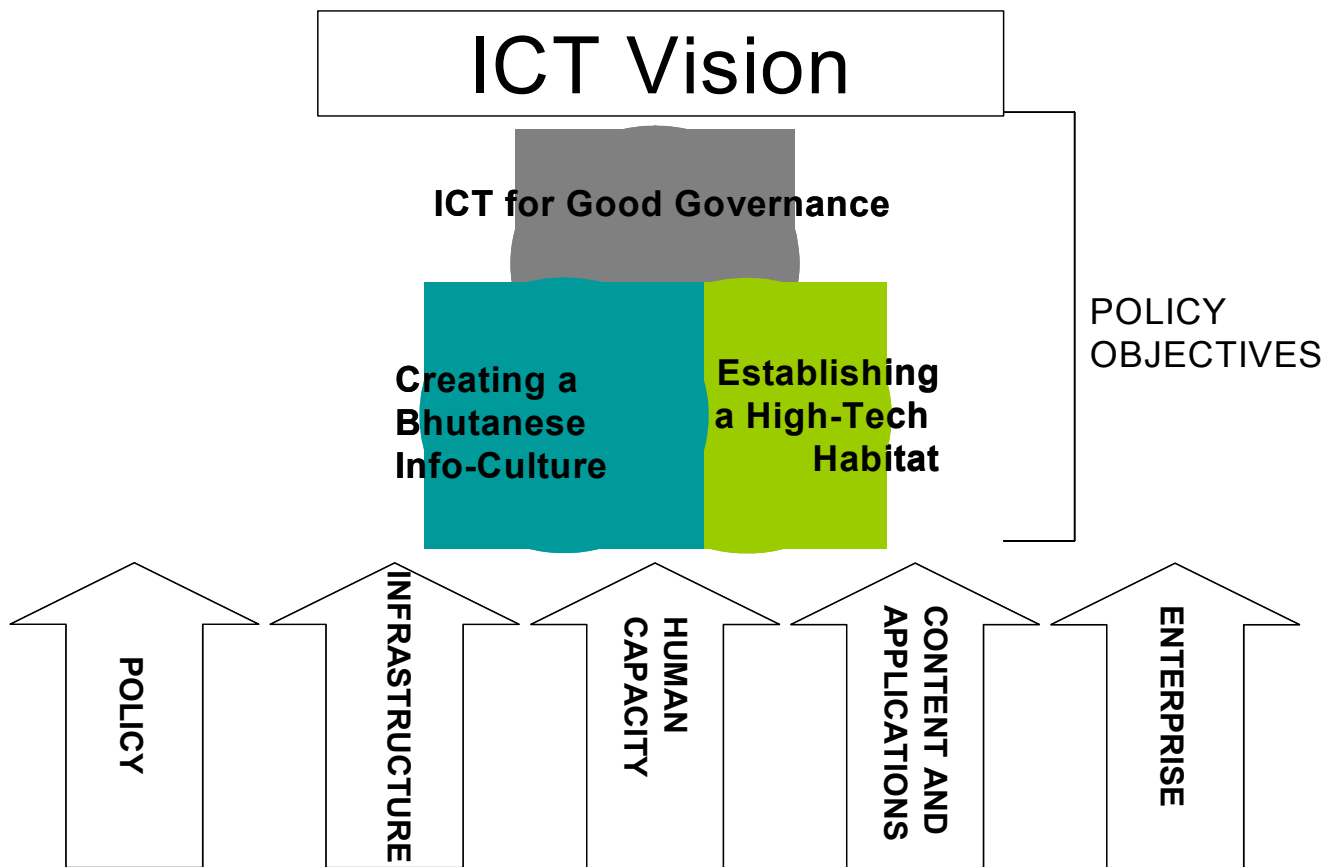 ICT Vision
ICT for Good Governance
Creating a
Bhutanese
Info-Culture
Establishing
a High-Tech
Habitat
POLICY
OBJECTIVES
POLICY
INFRASTRUCTURE
HUMAN
CAPACITY
CONTENT AND
APPLICATIONS
ENTERPRISE